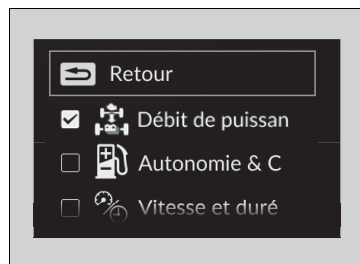 Retour
Débit de puissan
Autonomie & C
Vitesse et duré